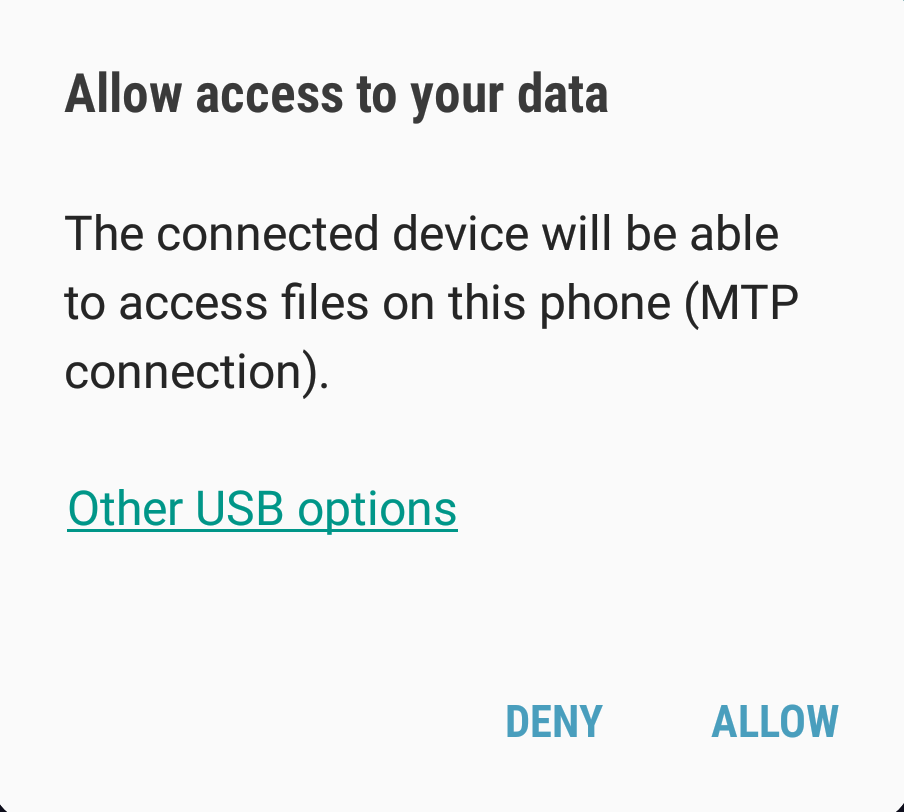 Allow access to your data
The connected device will be able
to access files on this phone (MTP
connection).
Other USB options
DENY ALLOW